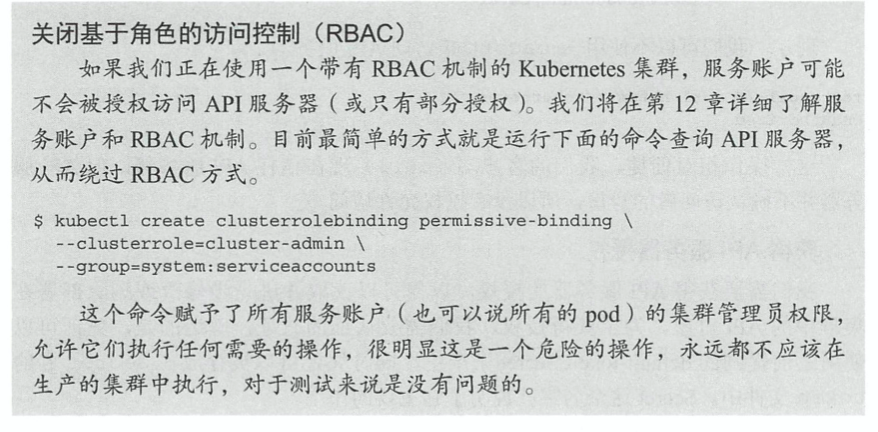 关闭基于角色的访问控制（RBAC）
如果我们正在使用一个带有 RBAC 机制的 Kubernetes 集群，服务账户可能
不会被授权访问 API 服务器（或只有部分授权）。我们将在第 12 章详细了解服
务账户和 RBAC 机制。目前最简单的方式就是运行下面的命令查询 API 服务器，
从而绕过 RBAC 方式。
$ kubectl create clusterrolebinding permissive-binding \
--clusterrole=cluster-admin \
--group=system:serviceaccounts
这个命令赋予了所有服务账户（也可以说所有的 pod）的集群管理员权限，
允许它们执行任何需要的操作，很明显这是一个危险的操作，永远都不应该在
生产的集群中执行，对于测试来说是没有问题的。